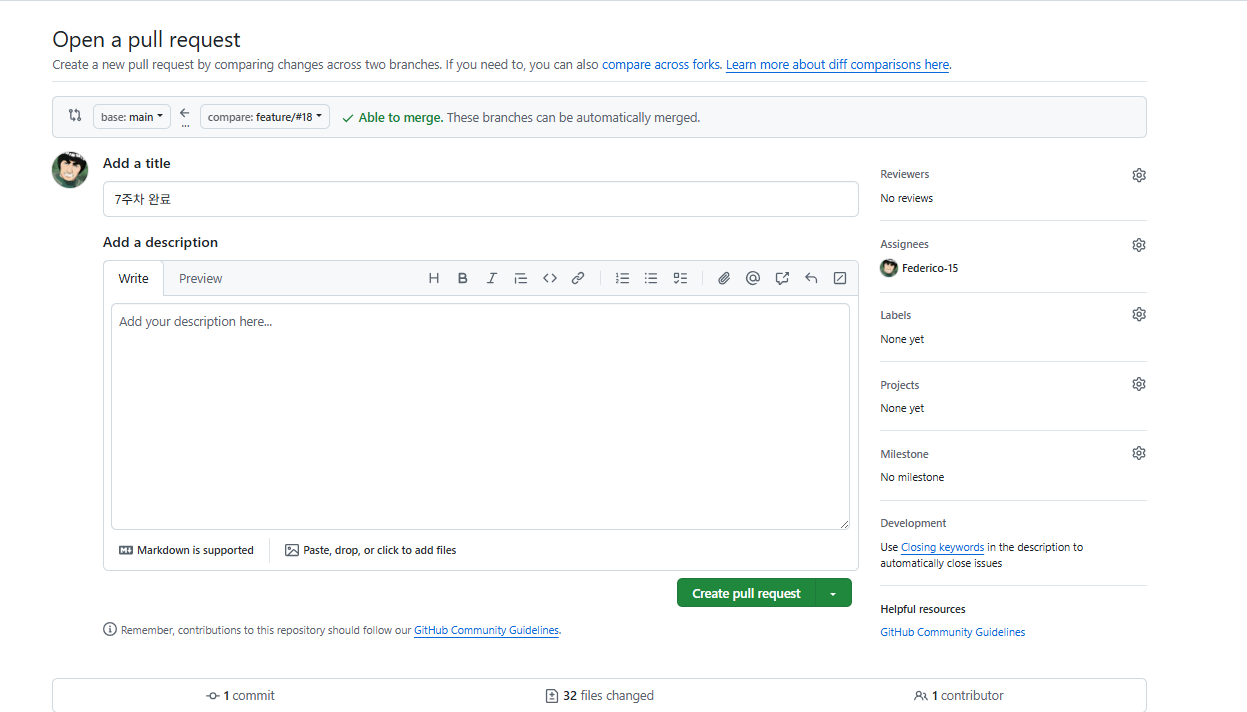 Open a pull request
Create a new pull request by comparing changes across two branches. If you need to, you can also compare across forks. Learn more about diff comparisons here.
base: main
...
compare: feature/#18
Able to merge. These branches can be automatically merged.
Add a title
7주차 완료
Add a description
Write
Preview
Add your description here...
Markdown is supported
Paste, drop, or click to add files
Create pull request
Remember, contributions to this repository should follow our GitHub Community Guidelines.
Reviewers
No reviews
Assignees
Federico-15
Labels
None yet
Projects
None yet
Milestone
No milestone
Development
Use Closing keywords in the description to
automatically close issues
Helpful resources
GitHub Community Guidelines
1 commit
32 files changed
1 contributor